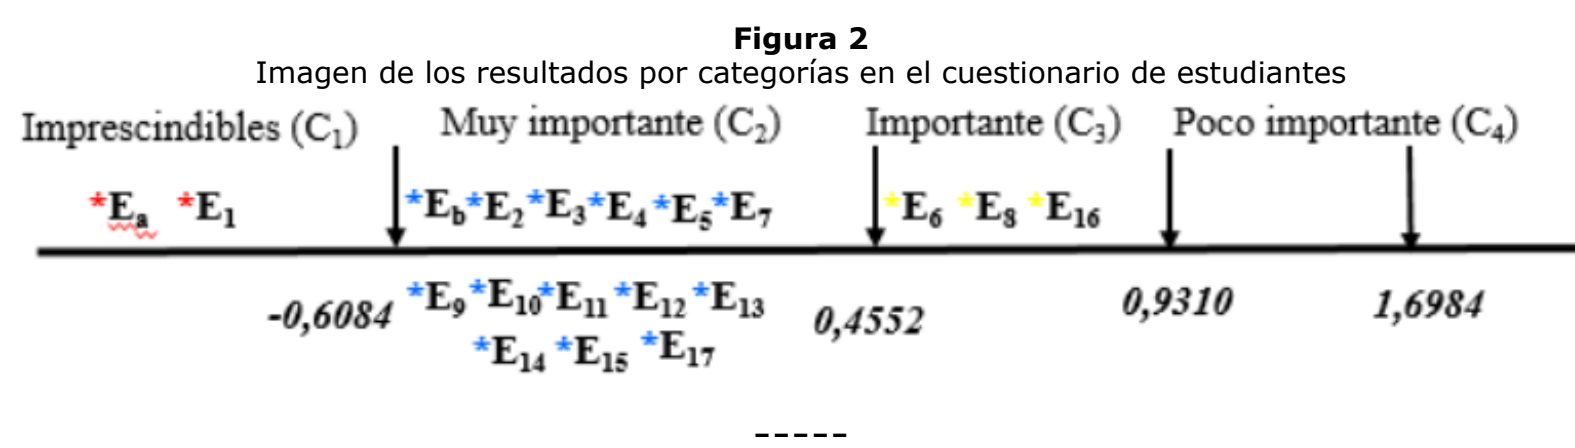 Figura 2
Imagen de los resultados por categorías en el cuestionario de estudiantes
Imprescindibles (C₁) Muy importante (C₂) Importante (C₃) Poco importante (C₄)
*Eₐ *E₁ *E_b *E₂ *E₃ *E₄ *E₅ *E₇ *E₆ *E₈ *E₁₆
-0,6084 *E₉ *E₁₀ *E₁₁ *E₁₂ *E₁₃ 0,4552 0,9310 1,6984
*E₁₄ *E₁₅ *E₁₇
-----